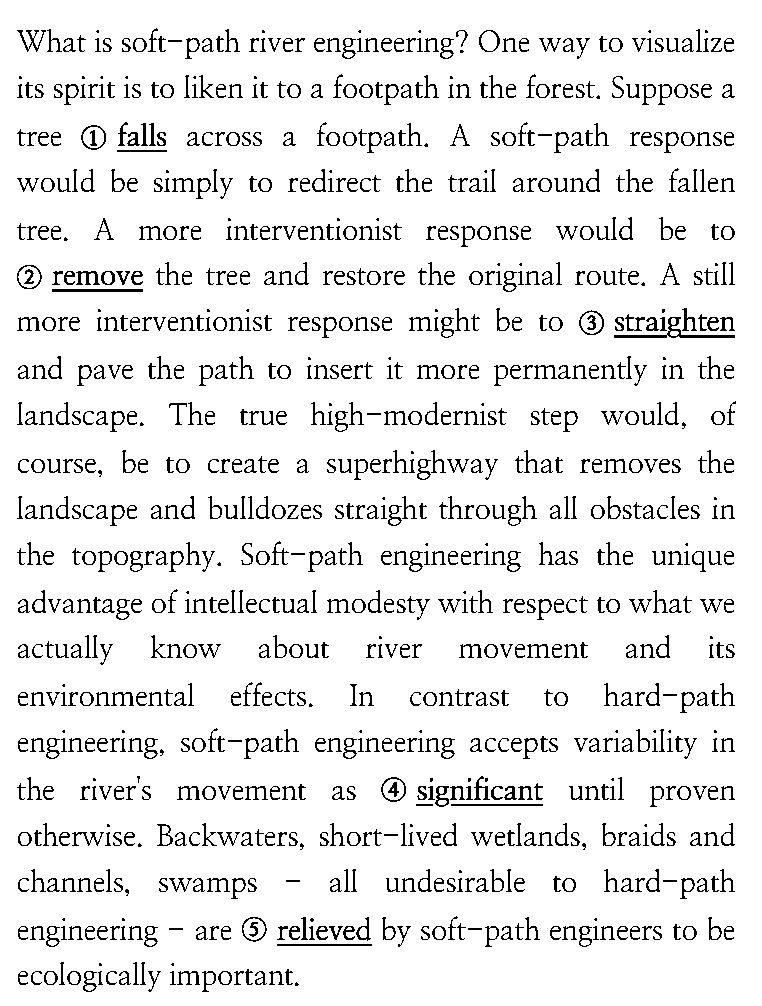 What is soft-path river engineering? One way to visualize
its spirit is to liken it to a footpath in the forest. Suppose a
tree ① falls across a footpath. A soft-path response
would be simply to redirect the trail around the fallen
tree. A more interventionist response would be to
② remove the tree and restore the original route. A still
more interventionist response might be to ③ straighten
and pave the path to insert it more permanently in the
landscape. The true high-modernist step would, of
course, be to create a superhighway that removes the
landscape and bulldozes straight through all obstacles in
the topography. Soft-path engineering has the unique
advantage of intellectual modesty with respect to what we
actually know about river movement and its
environmental effects. In contrast to hard-path
engineering, soft-path engineering accepts variability in
the river's movement as ④ significant until proven
otherwise. Backwaters, short-lived wetlands, braids and
channels, swamps - all undesirable to hard-path
engineering - are ⑤ relieved by soft-path engineers to be
ecologically important.